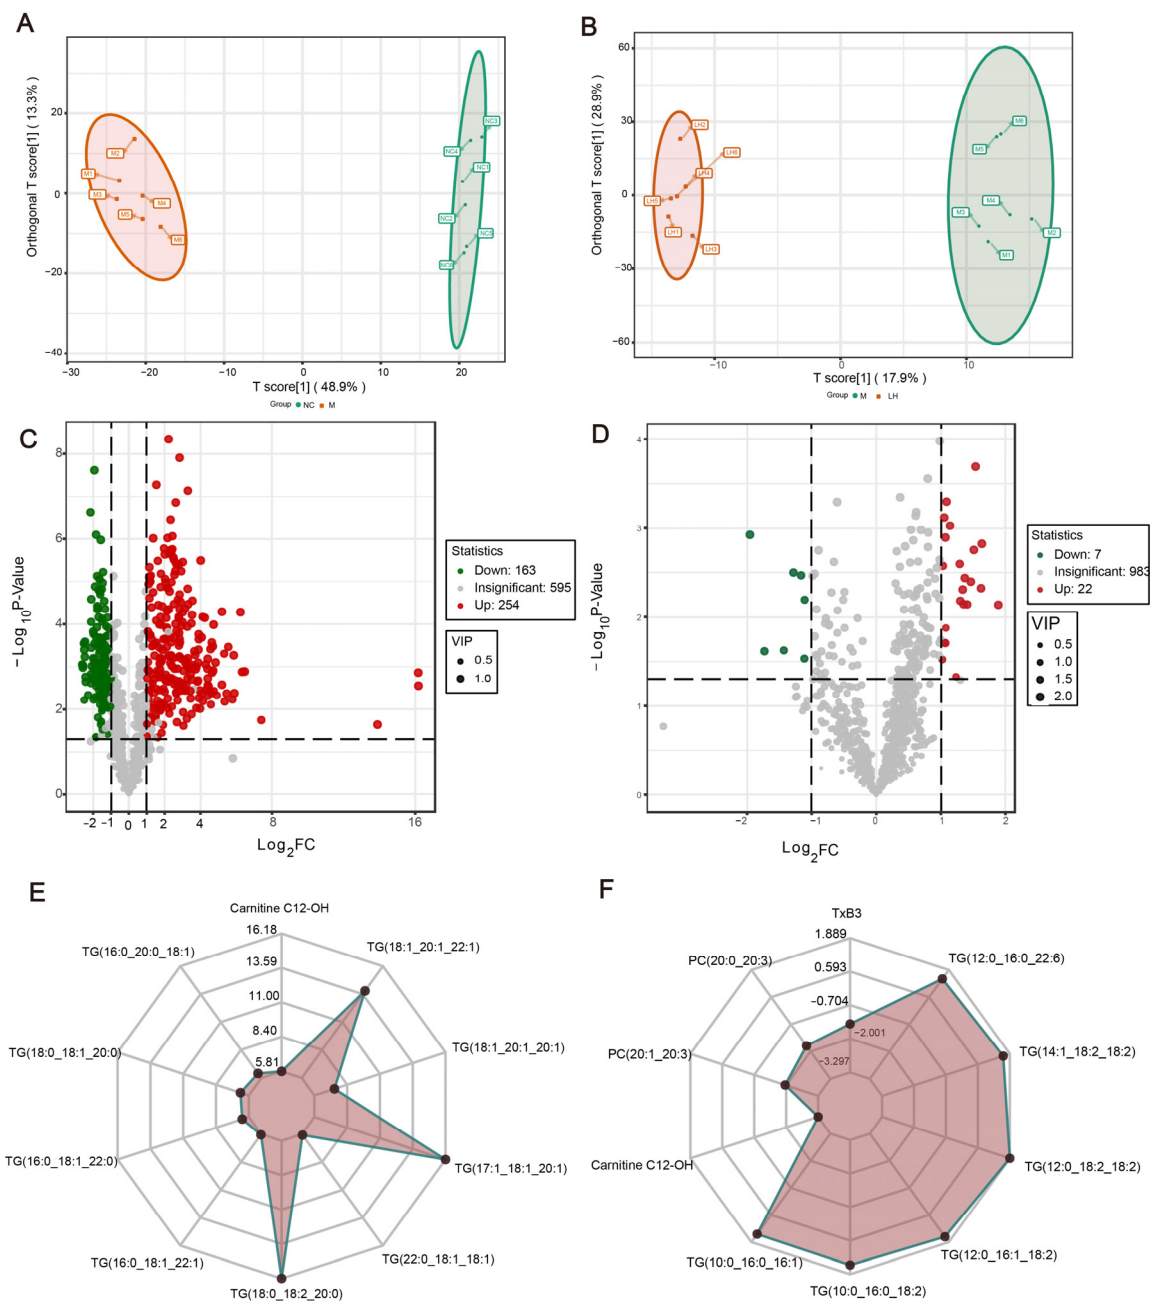 A
Orthogonal T score[1] ( 13.3% )
20
0
−20
−40
−30
−20
−10
0
10
20
T score[1] ( 48.9% )
Group NC M
M2
M1
M3
M4
M5
M6
NC3
NC4
NC1
NC2
NC5
NC6
B
Orthogonal T score[1] ( 28.9% )
60
30
0
−30
−60
−10
0
10
T score[1] ( 17.9% )
Group M LH
LH2
LH6
LH4
LH5
LH1
LH3
M6
M5
M4
M3
M2
M1
C
− Log10P-Value
8
6
4
2
0
−2
−1
0
1
2
4
8
16
Log2FC
Statistics
Down: 163
Insignificant: 595
Up: 254
VIP
0.5
1.0
D
− Log10P-Value
4
3
2
1
0
−2
−1
0
1
2
Log2FC
Statistics
Down: 7
Insignificant: 983
Up: 22
VIP
0.5
1.0
1.5
2.0
E
Carnitine C12-OH
16.18
13.59
11.00
8.40
5.81
TG(18:1_20:1_22:1)
TG(18:1_20:1_20:1)
TG(17:1_18:1_20:1)
TG(22:0_18:1_18:1)
TG(18:0_18:2_20:0)
TG(16:0_18:1_22:1)
TG(16:0_18:1_22:0)
TG(18:0_18:1_20:0)
TG(16:0_20:0_18:1)
F
TxB3
1.889
0.593
−0.704
−2.001
−3.297
TG(12:0_16:0_22:6)
TG(14:1_18:2_18:2)
TG(12:0_18:2_18:2)
TG(12:0_16:1_18:2)
TG(10:0_16:0_18:2)
TG(10:0_16:0_16:1)
Carnitine C12-OH
PC(20:1_20:3)
PC(20:0_20:3)